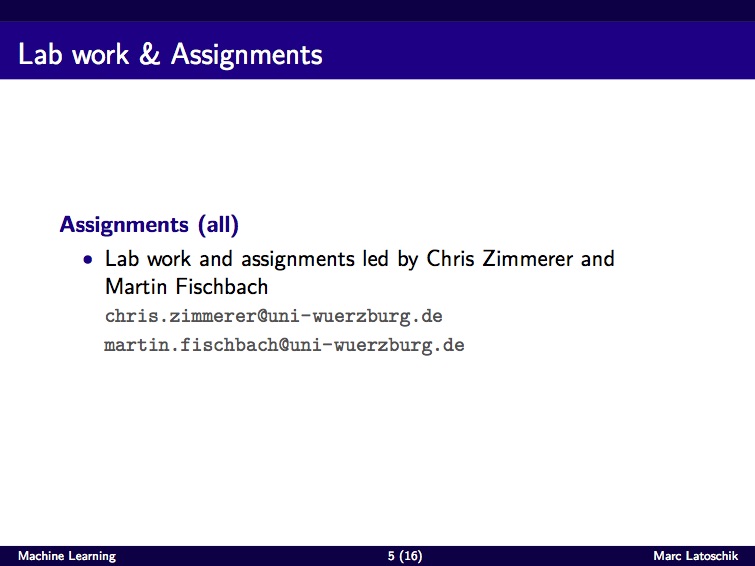 Lab work & Assignments
Assignments (all)
• Lab work and assignments led by Chris Zimmerer and
Martin Fischbach
chris.zimmerer@uni-wuerzburg.de
martin.fischbach@uni-wuerzburg.de
Machine Learning 5 (16) Marc Latoschik